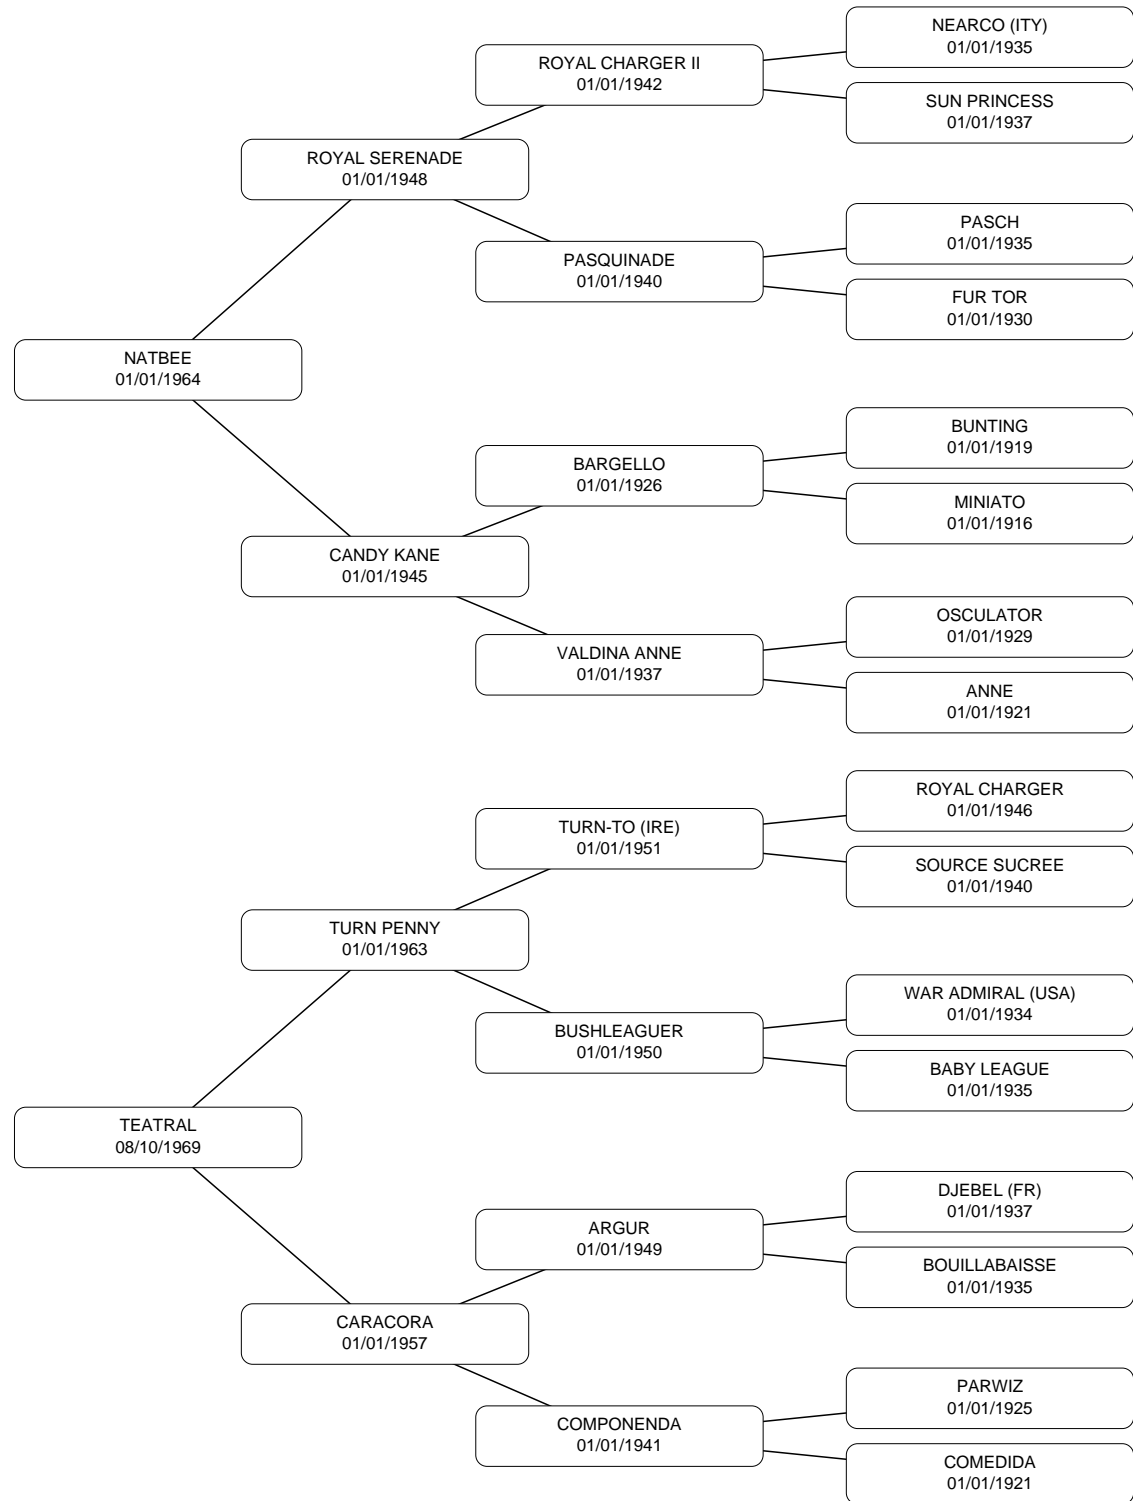 NEARCO (ITY)
01/01/1935
ROYAL CHARGER II
01/01/1942
SUN PRINCESS
01/01/1937
ROYAL SERENADE
01/01/1948
PASCH
01/01/1935
PASQUINADE
01/01/1940
FUR TOR
01/01/1930
NATBEE
01/01/1964
BUNTING
01/01/1919
BARGELLO
01/01/1926
MINIATO
01/01/1916
CANDY KANE
01/01/1945
OSCULATOR
01/01/1929
VALDINA ANNE
01/01/1937
ANNE
01/01/1921
ROYAL CHARGER
01/01/1946
TURN-TO (IRE)
01/01/1951
SOURCE SUCREE
01/01/1940
TURN PENNY
01/01/1963
WAR ADMIRAL (USA)
01/01/1934
BUSHLEAGUER
01/01/1950
BABY LEAGUE
01/01/1935
TEATRAL
08/10/1969
DJEBEL (FR)
01/01/1937
ARGUR
01/01/1949
BOUILLABAISSE
01/01/1935
CARACORA
01/01/1957
PARWIZ
01/01/1925
COMPONENDA
01/01/1941
COMEDIDA
01/01/1921